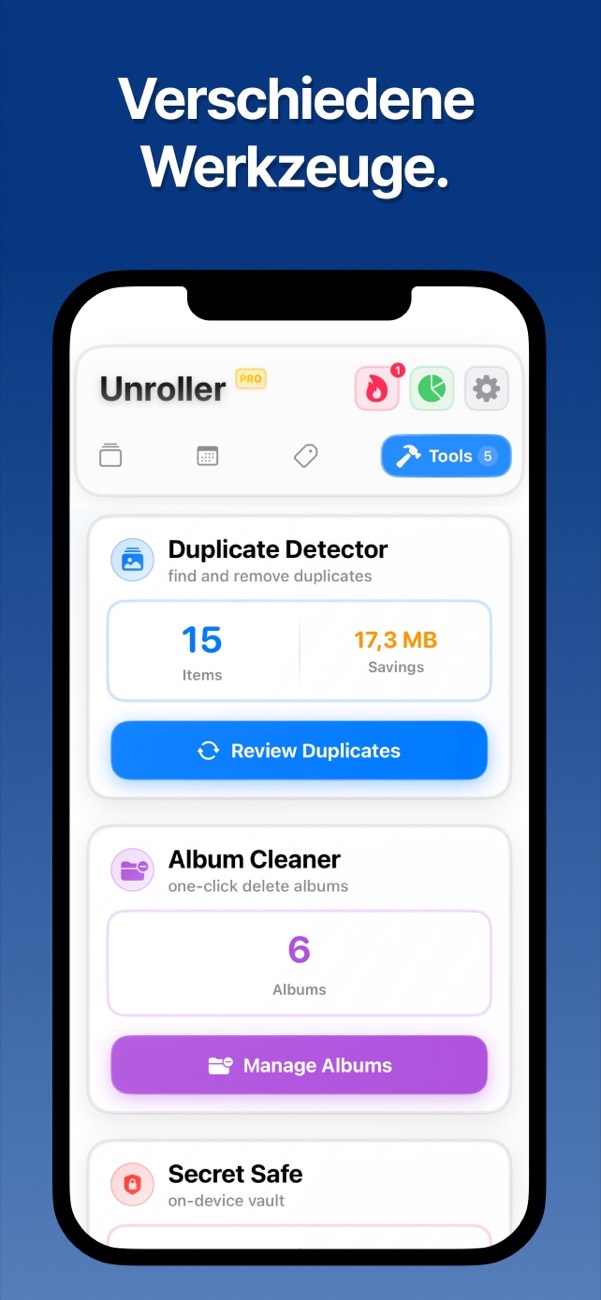 Verschiedene
Werkzeuge.
Unroller PRO
1
Tools 5
Duplicate Detector
find and remove duplicates
15
Items
17,3 MB
Savings
Review Duplicates
Album Cleaner
one-click delete albums
6
Albums
Manage Albums
Secret Safe
on-device vault